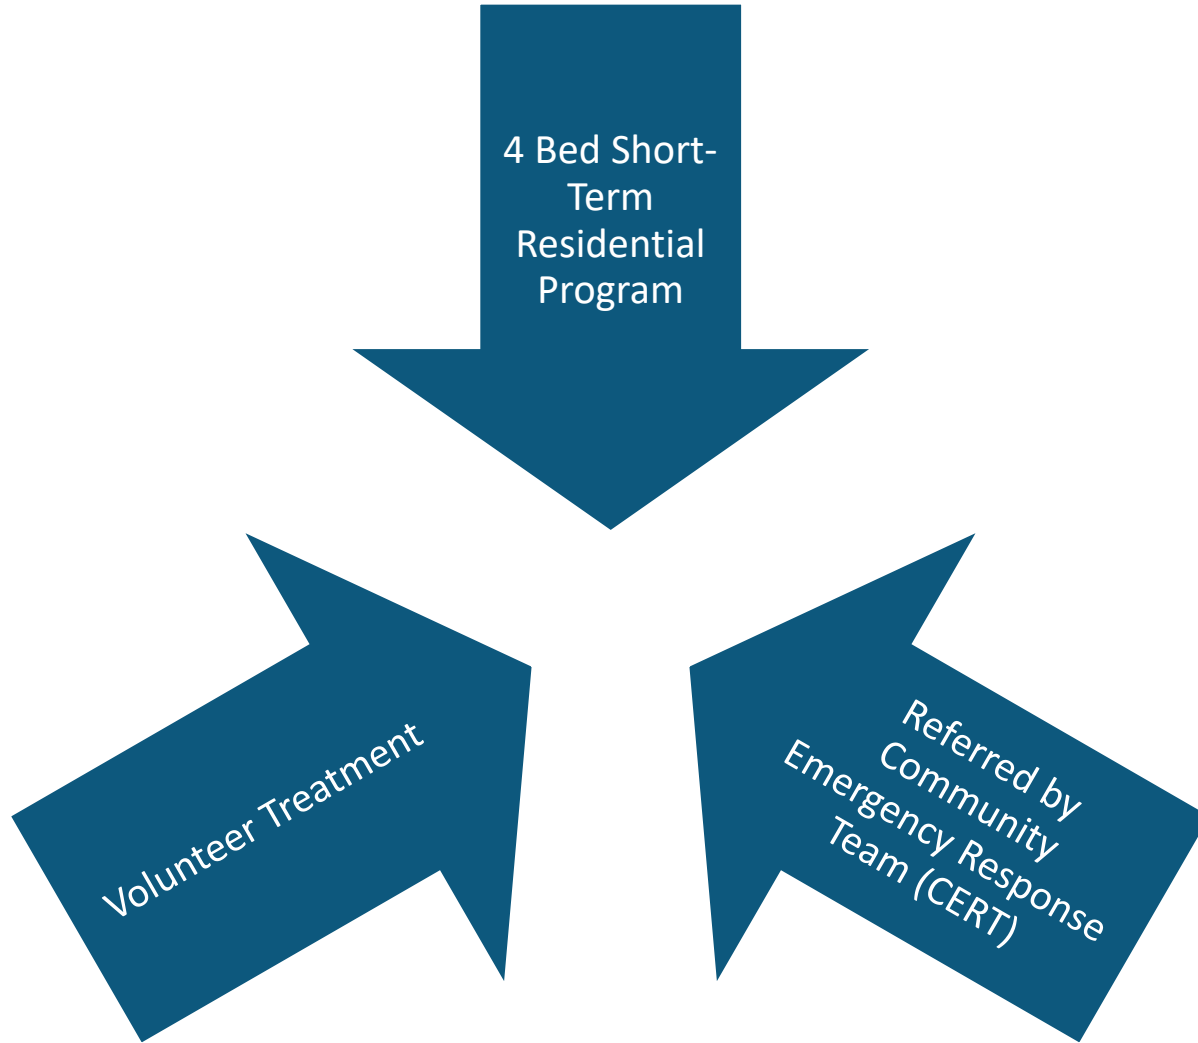 4 Bed Short-
Term
Residential
Program
Volunteer Treatment
Referred by
Community
Emergency Response
Team (CERT)